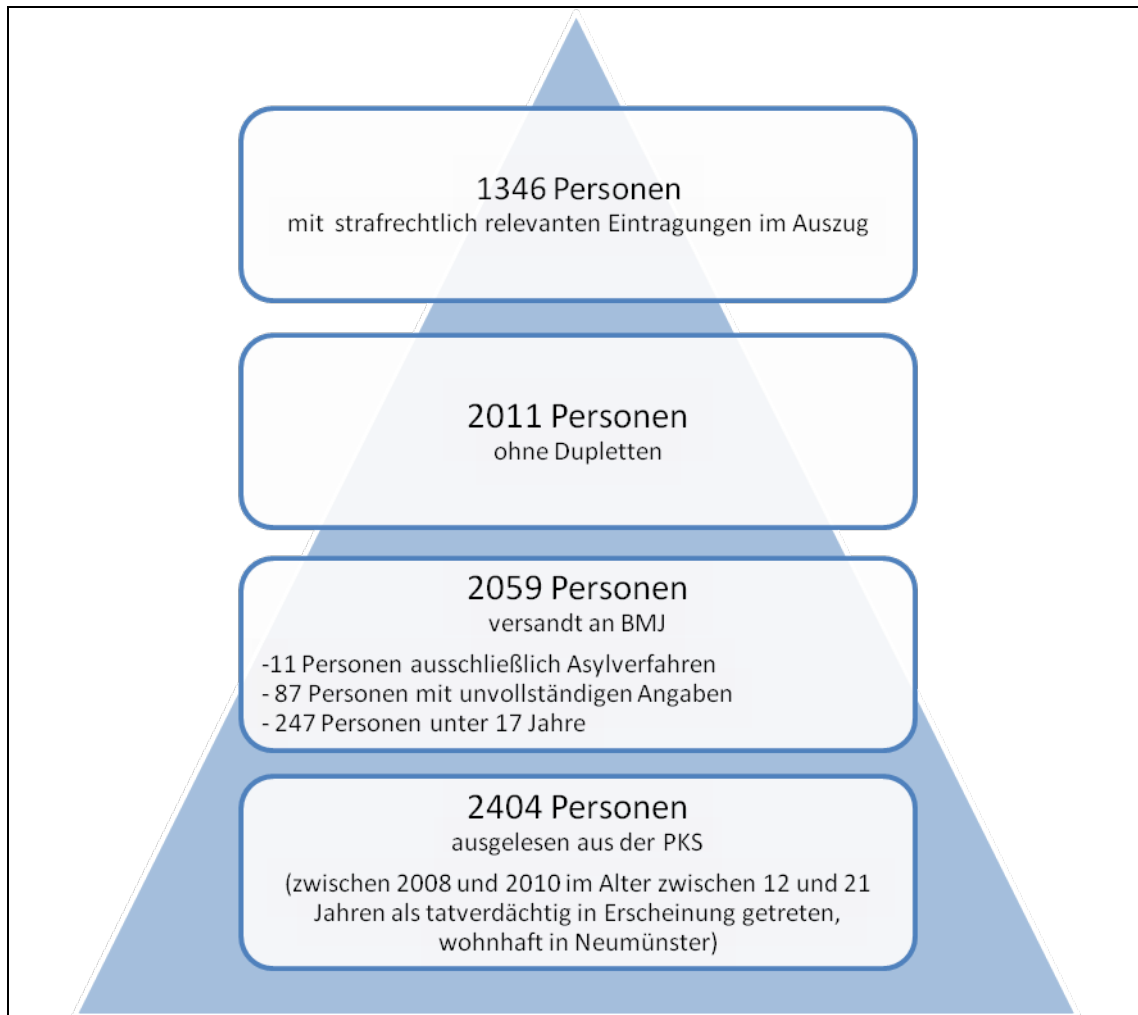 1346 Personen
mit strafrechtlich relevanten Eintragungen im Auszug
2011 Personen
ohne Dupletten
2059 Personen
versandt an BMJ
-11 Personen ausschließlich Asylverfahren
- 87 Personen mit unvollständigen Angaben
- 247 Personen unter 17 Jahre
2404 Personen
ausgelesen aus der PKS
(zwischen 2008 und 2010 im Alter zwischen 12 und 21
Jahren als tatverdächtig in Erscheinung getreten,
wohnhaft in Neumünster)